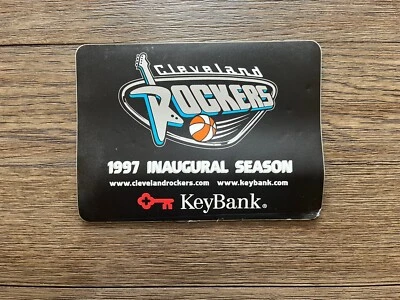 Cleveland
ROCKERS
1997 INAUGURAL SEASON
www.clevelandrockers.com www.keybank.com
KeyBank®